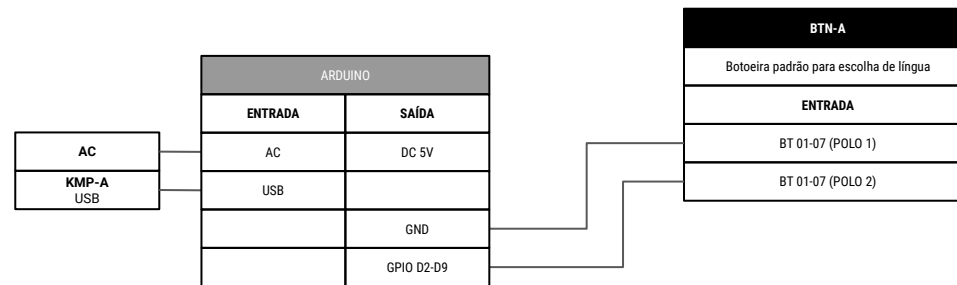 AC
KMP-A
USB
ARDUINO
ENTRADA SAÍDA
AC DC 5V
USB
GND
GPIO D2-D9
BTN-A
Botoeira padrão para escolha de língua
ENTRADA
BT 01-07 (POLO 1)
BT 01-07 (POLO 2)